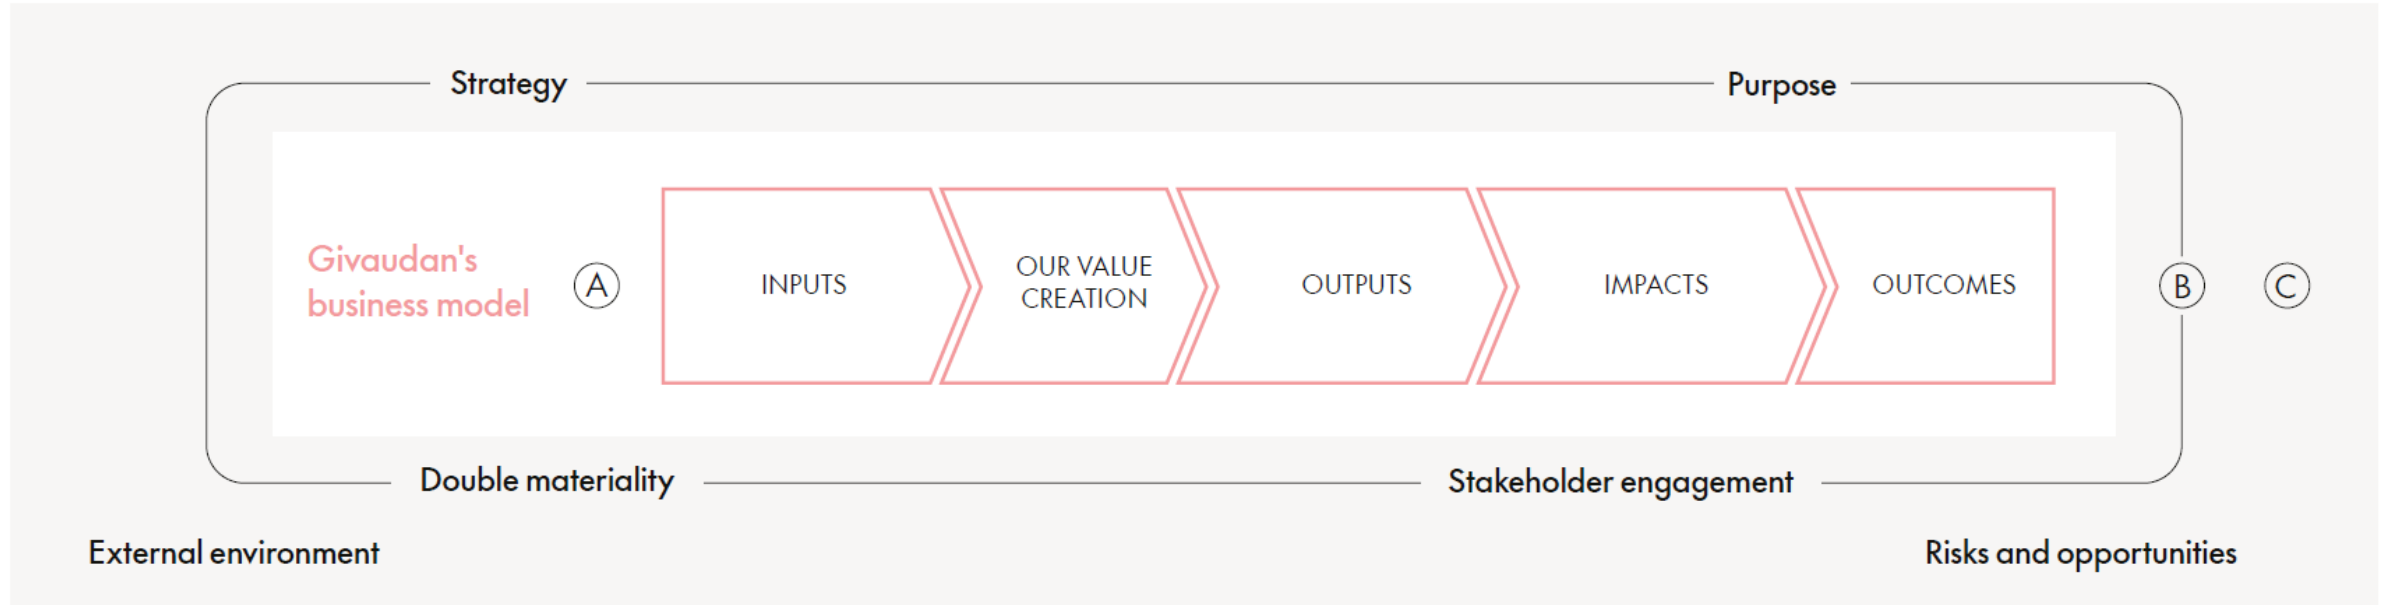 Strategy
Purpose
Givaudan's
business model
A
INPUTS
OUR VALUE
CREATION
OUTPUTS
IMPACTS
OUTCOMES
B
C
Double materiality
Stakeholder engagement
External environment
Risks and opportunities